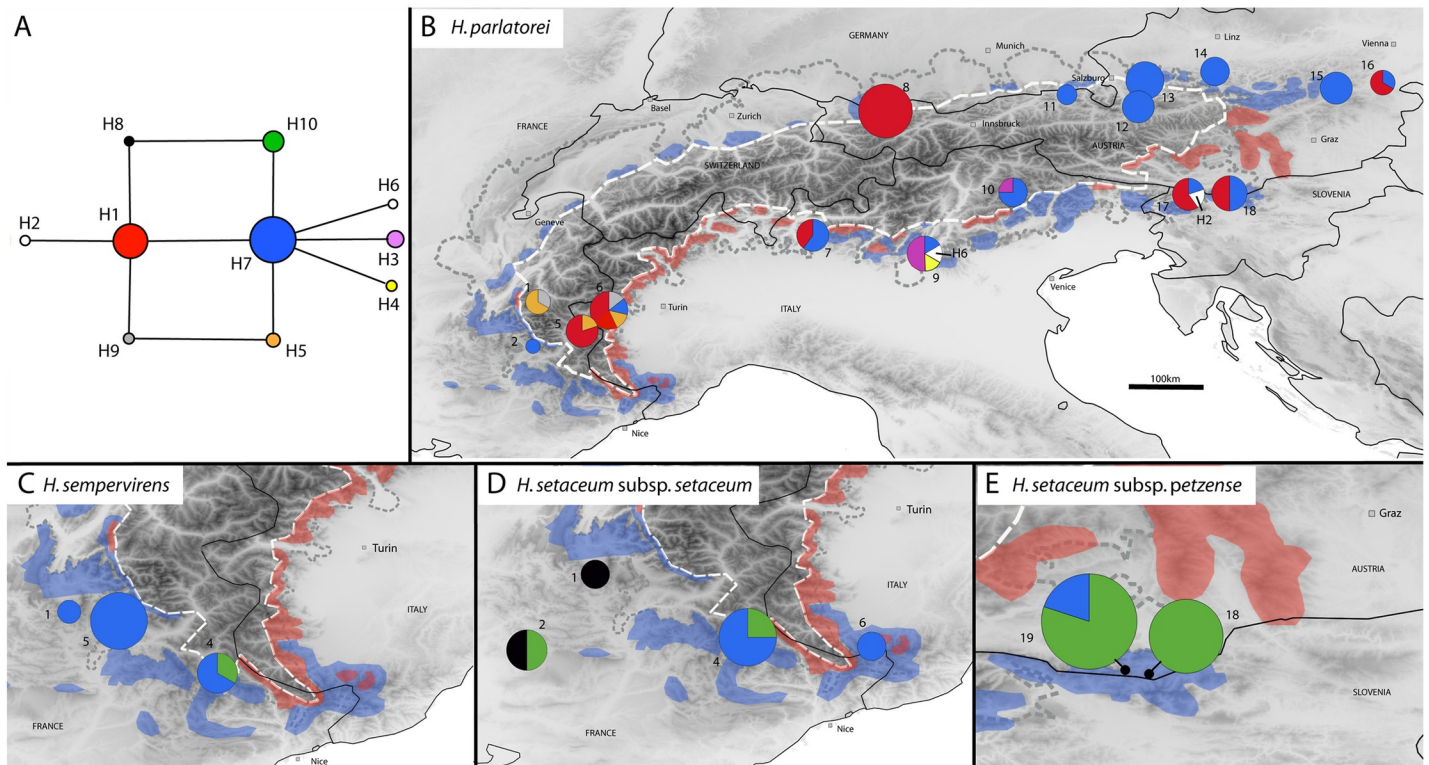 A
H8
H10
H6
H2
H1
H3
H7
H4
H9
H5
B H. parlatorei
GERMANY
Munich
Linz
Vienna
14
16
15
Salzburg
8
11
13
12
Basel
Zurich
FRANCE
Innsbruck
AUSTRIA
Graz
SWITZERLAND
10
SLOVENIA
17
H2
18
Geneve
7
H6
9
Venice
1
6
5
Turin
ITALY
2
100km
Nice
C H. sempervirens
Turin
ITALY
1
5
4
FRANCE
Nice
D H. setaceum subsp. setaceum
Turin
1
ITALY
2
4
6
FRANCE
Nice
E H. setaceum subsp. petzense
Graz
AUSTRIA
18
19
SLOVENIA